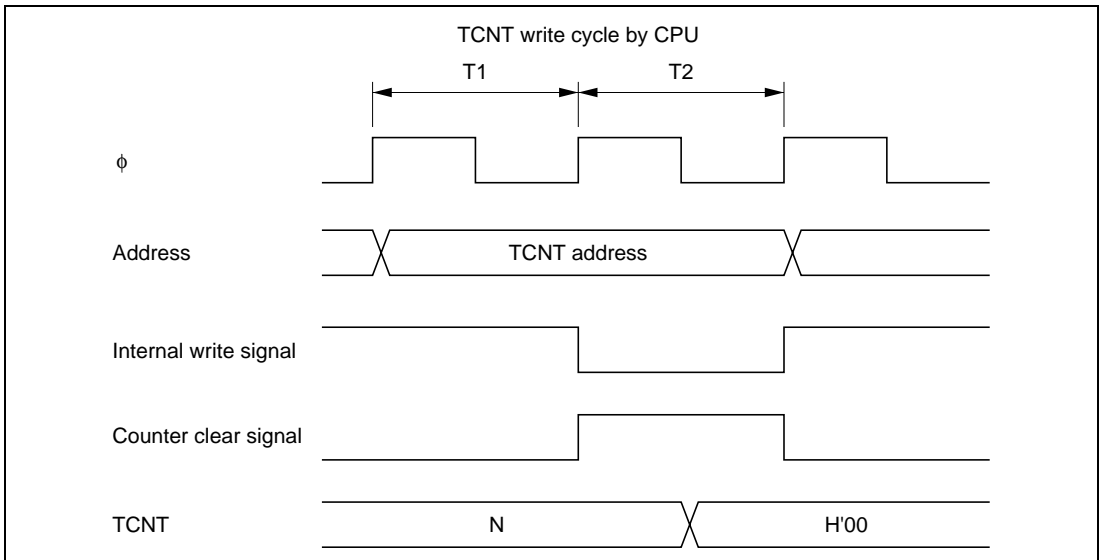 TCNT write cycle by CPU
T1 T2
ϕ
Address TCNT address
Internal write signal
Counter clear signal
TCNT N H'00